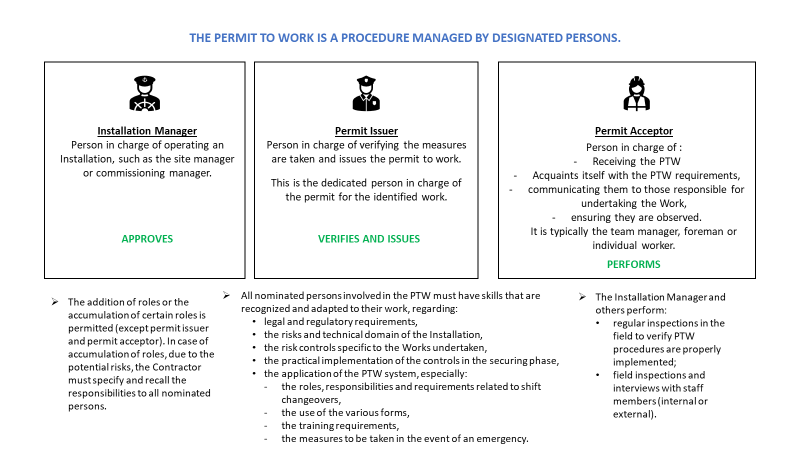 THE PERMIT TO WORK IS A PROCEDURE MANAGED BY DESIGNATED PERSONS.
Installation Manager
Person in charge of operating an
Installation, such as the site manager
or commissioning manager.
APPROVES
Permit Issuer
Person in charge of verifying the measures
are taken and issues the permit to work.
This is the dedicated person in charge of
the permit for the identified work.
VERIFIES AND ISSUES
Permit Acceptor
Person in charge of :
- Receiving the PTW
- Acquaints itself with the PTW requirements,
- communicating them to those responsible for
undertaking the Work,
- ensuring they are observed.
It is typically the team manager, foreman or
individual worker.
PERFORMS
➢ The addition of roles or the
accumulation of certain roles is
permitted (except permit issuer
and permit acceptor). In case of
accumulation of roles, due to the
potential risks, the Contractor
must specify and recall the
responsibilities to all nominated
persons.
➢ All nominated persons involved in the PTW must have skills that are
recognized and adapted to their work, regarding:
• legal and regulatory requirements,
• the risks and technical domain of the Installation,
• the risk controls specific to the Works undertaken,
• the practical implementation of the controls in the securing phase,
• the application of the PTW system, especially:
- the roles, responsibilities and requirements related to shift
changeovers,
- the use of the various forms,
- the training requirements,
- the measures to be taken in the event of an emergency.
➢ The Installation Manager and
others perform:
• regular inspections in the
field to verify PTW
procedures are properly
implemented;
• field inspections and
interviews with staff
members (internal or
external).